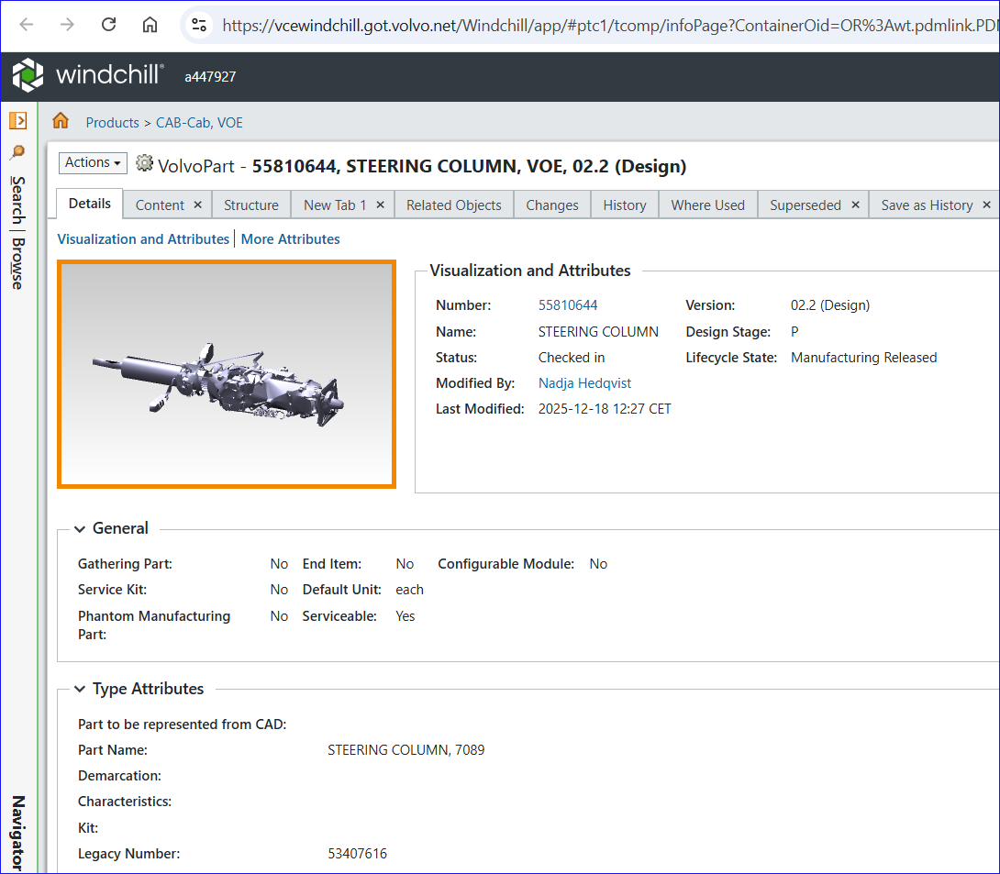 https://vcewindchill.got.volvo.net/Windchill/app/#ptc1/tcomp/infoPage?ContainerOid=OR%3Awt.pdmlink.PD
windchill® a447927
Products > CAB-Cab, VOE
Actions VolvoPart - 55810644, STEERING COLUMN, VOE, 02.2 (Design)
Details Content × Structure New Tab 1 × Related Objects Changes History Where Used Superseded × Save as History ×
Visualization and Attributes | More Attributes
Search | Browse
Visualization and Attributes
Number: 55810644 Version: 02.2 (Design)
Name: STEERING COLUMN Design Stage: P
Status: Checked in Lifecycle State: Manufacturing Released
Modified By: Nadja Hedqvist
Last Modified: 2025-12-18 12:27 CET
General
Gathering Part: No End Item: No Configurable Module: No
Service Kit: No Default Unit: each
Phantom Manufacturing No Serviceable: Yes
Part:
Type Attributes
Part to be represented from CAD:
Part Name: STEERING COLUMN, 7089
Demarcation:
Characteristics:
Kit:
Legacy Number: 53407616
Navigator